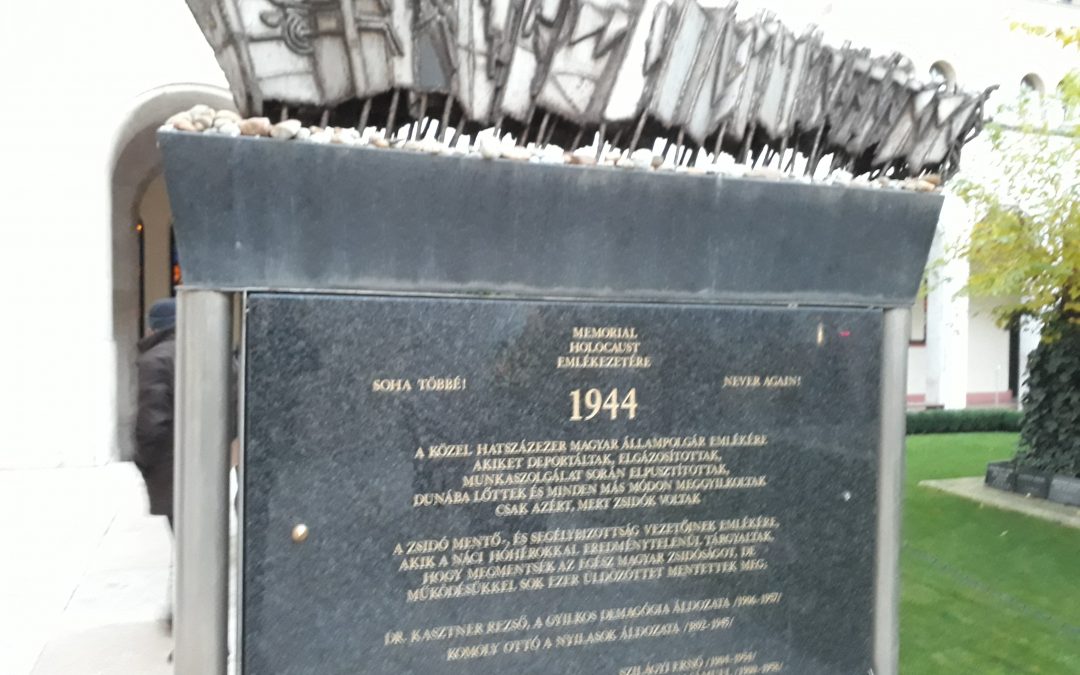 MEMORIAL
HOLOCAUST
EMLÉKEZETÉRE
SOHA TÖBBÉ! NEVER AGAIN!
1944
A KÖZEL HATSZÁZEZER MAGYAR ÁLLAMPOLGÁR EMLÉKÉRE
AKIKET DEPORTÁLTAK, ELGÁZOSÍTOTTAK,
MUNKASZOLGÁLAT SORÁN ELPUSZTÍTOTTAK,
DUNÁBA LŐTTEK ÉS MINDEN MÁS MÓDON MEGGYILKOLTAK
CSAK AZÉRT, MERT ZSIDÓK VOLTAK
A ZSIDÓ MENTŐ-, ÉS SEGÉLYBIZOTTSÁG VEZETŐINEK EMLÉKÉRE,
AKIK A NÁCI HÓHÉROKKAL EREDMÉNYTELENÜL TÁRGYALTAK,
HOGY MEGMENTSÉK AZ EGÉSZ MAGYAR ZSIDÓSÁGOT, DE
MŰKÖDÉSÜKKEL SOK EZER ÜLDÖZÖTTET MENTETTEK MEG:
DR. KASZTNER REZSŐ, A GYILKOS DEMAGÓGIA ÁLDOZATA /1906-1957/
KOMOLY OTTÓ A NYILASOK ÁLDOZATA /1892-1945/
SZILÁGYI ERNŐ /1904-1954/